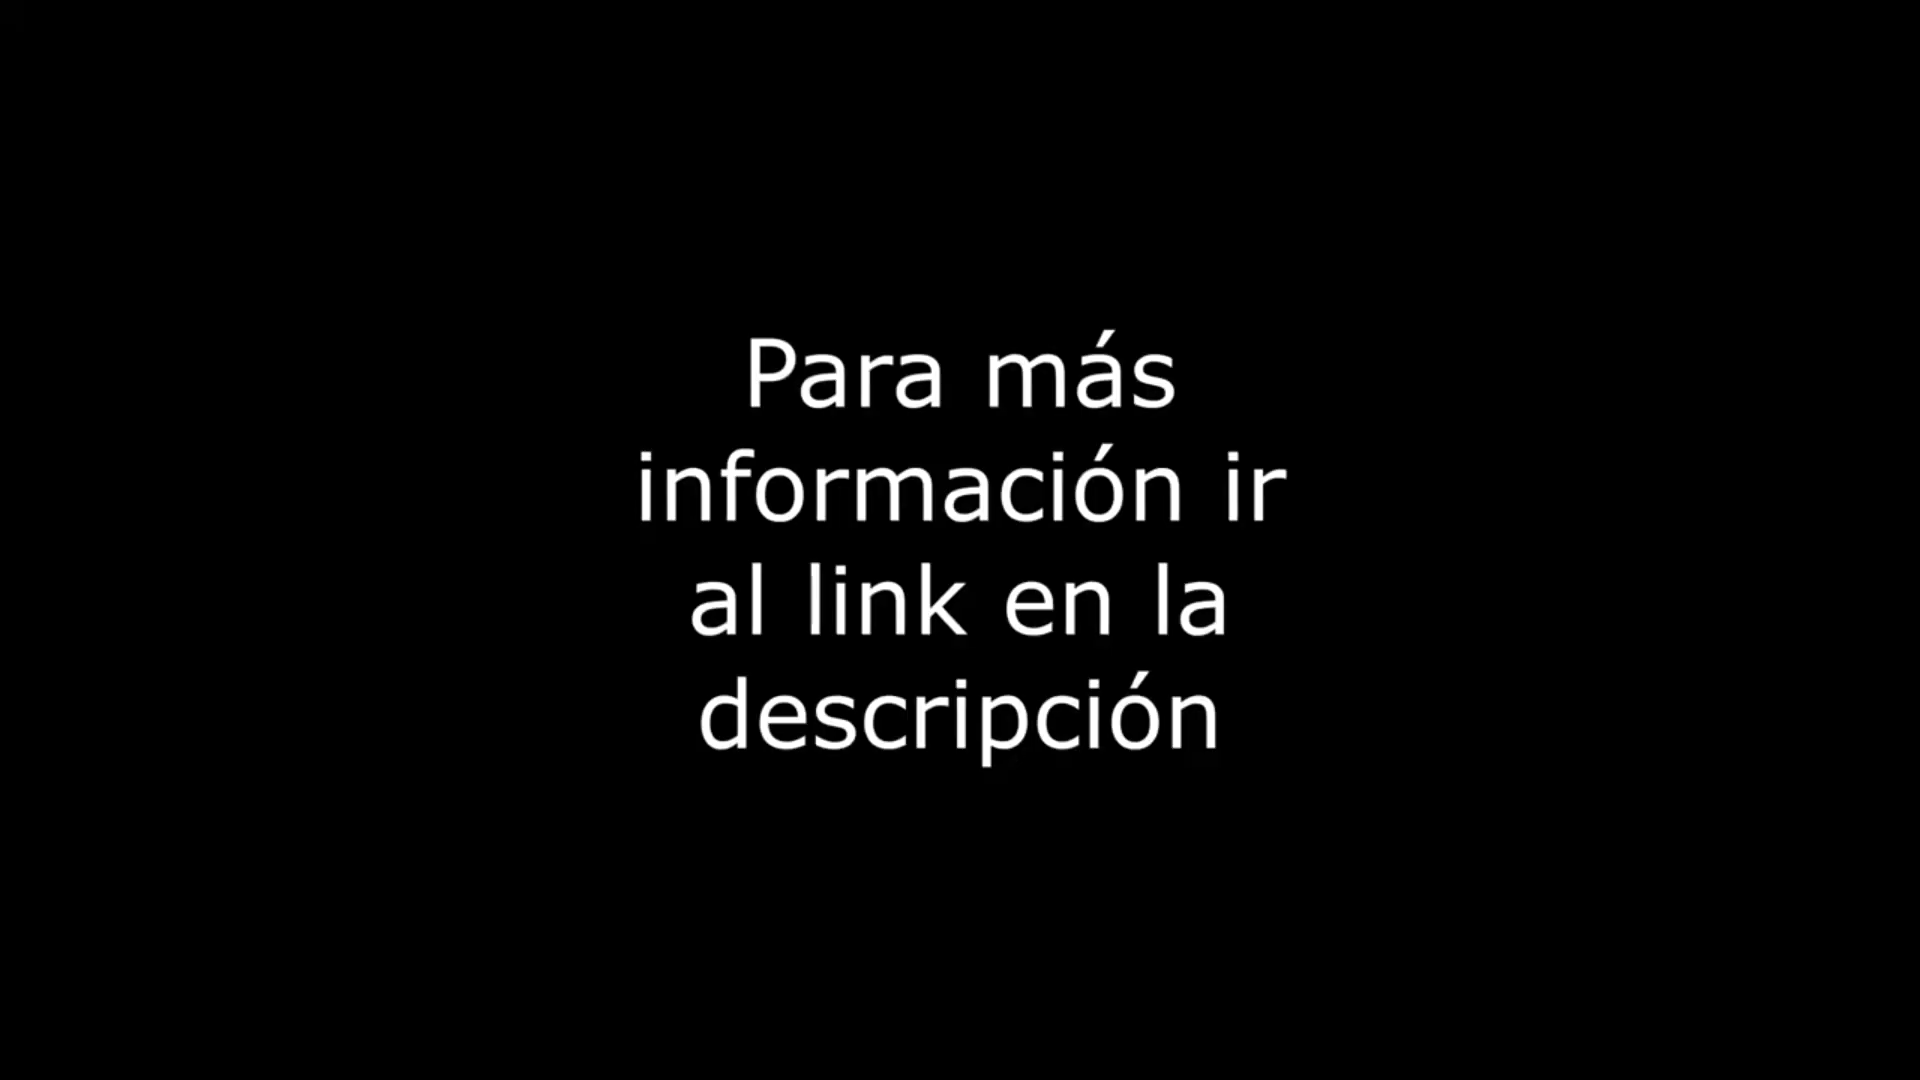 Para más
información ir
al link en la
descripción